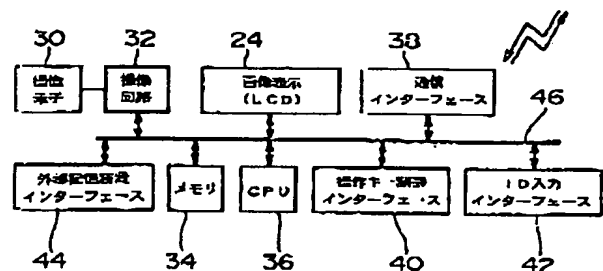 30
32
24
38
撮像
素子
撮像
回路
画像表示
(LCD)
通信
インターフェース
46
外部記憶装置
インターフェース
メモリ
CPU
操作キー・制御
インターフェース
ID入力
インターフェース
44
34
36
40
42